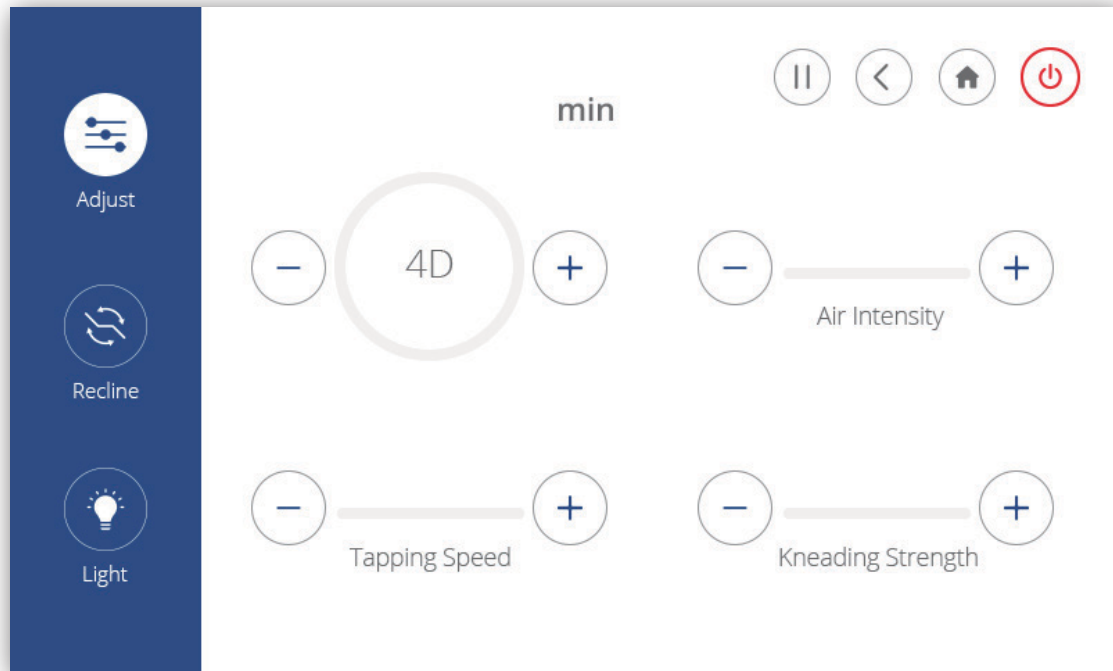 min
Adjust
4D
Air Intensity
Recline
Tapping Speed
Kneading Strength
Light